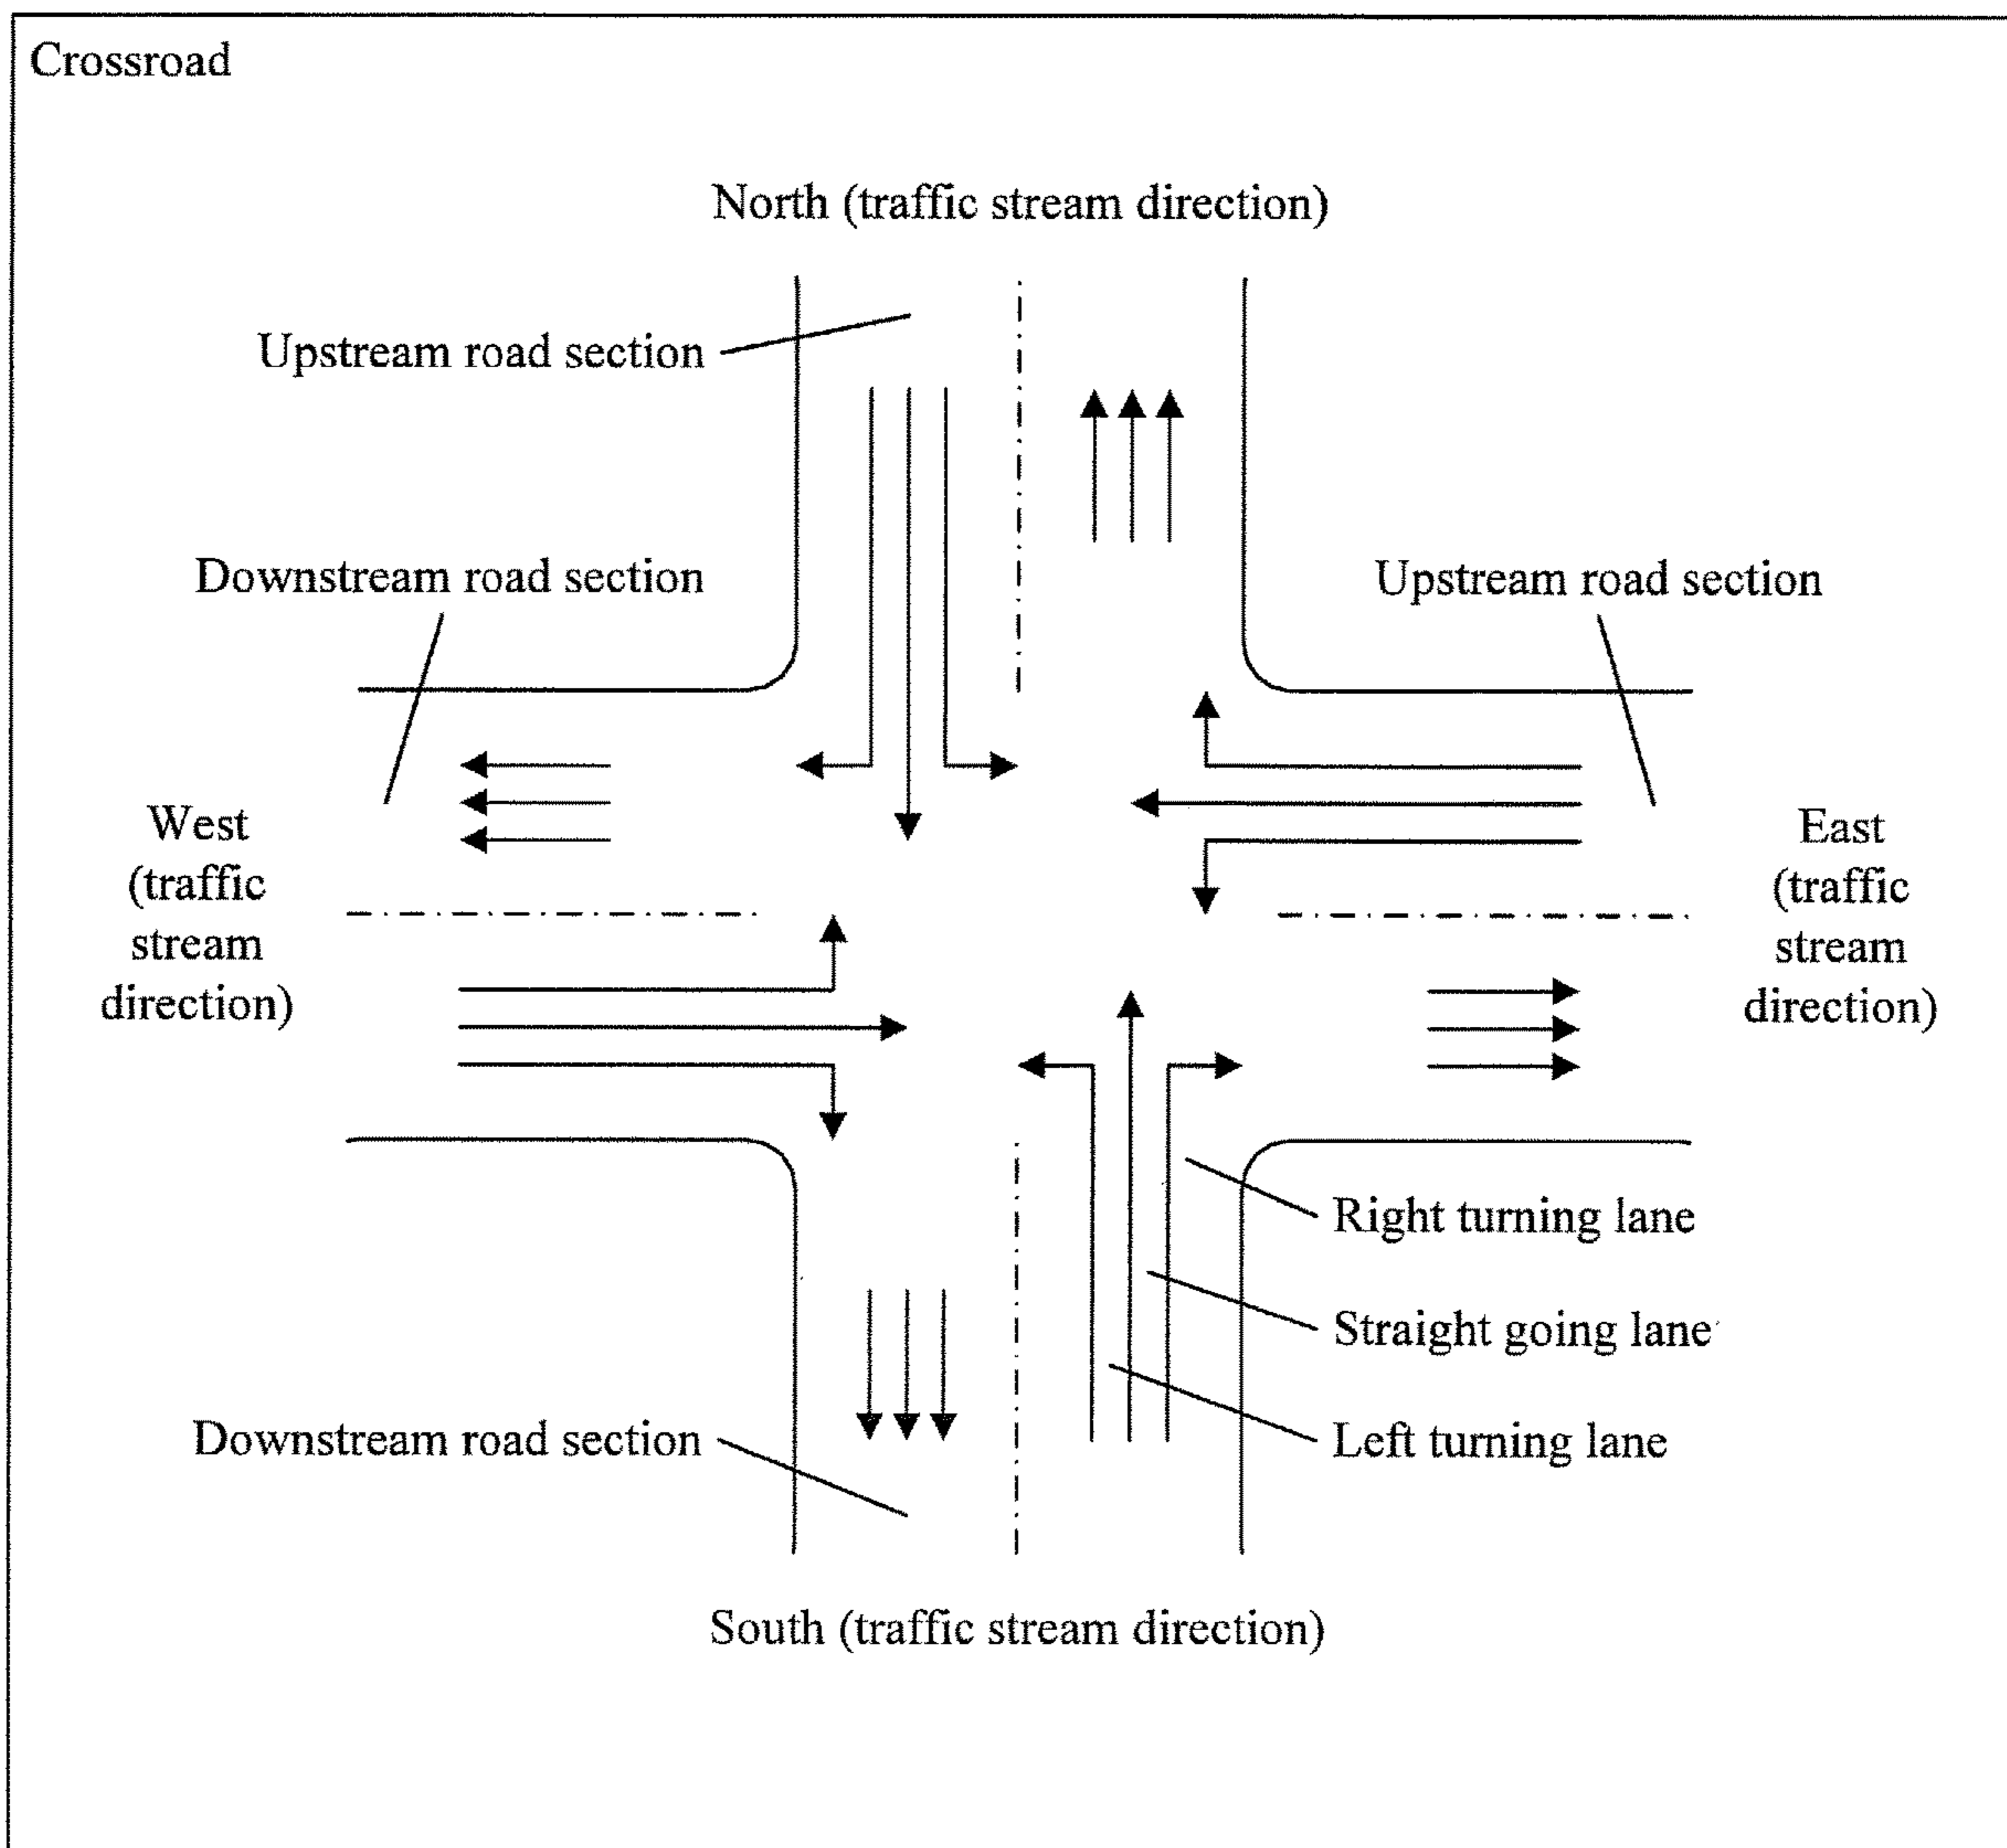 Crossroad
North (traffic stream direction)
Upstream road section
Downstream road section
Upstream road section
West
(traffic
stream
direction)
East
(traffic
stream
direction)
Right turning lane
Straight going lane
Left turning lane
Downstream road section
South (traffic stream direction)